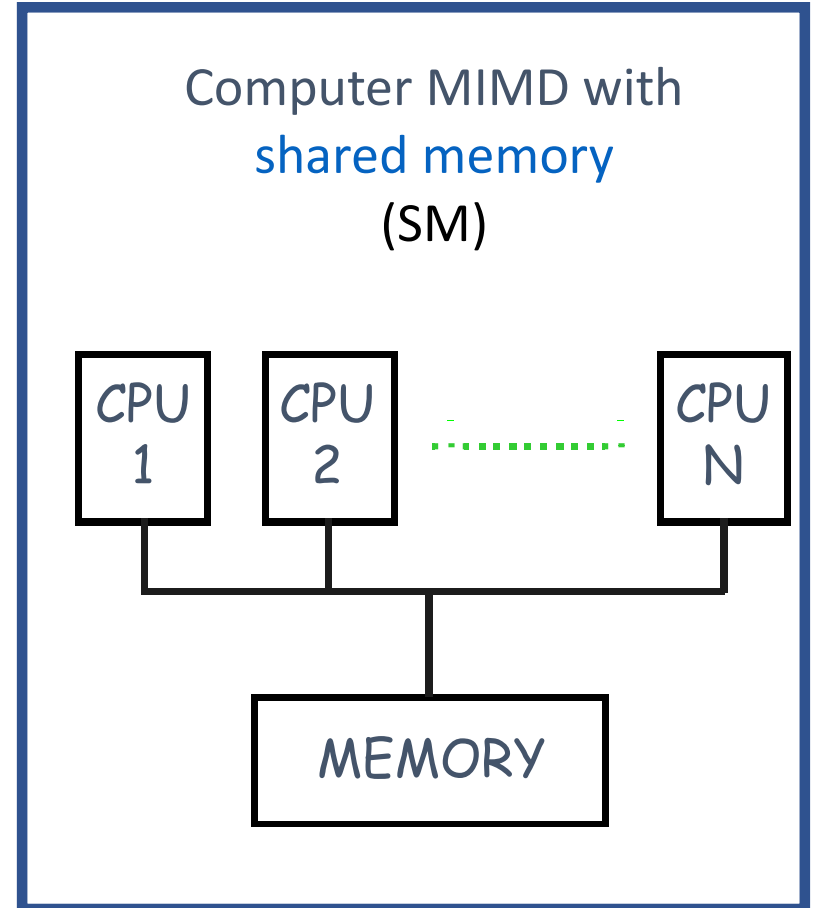 Computer MIMD with
shared memory
(SM)
CPU
1
CPU
2
CPU
N
MEMORY